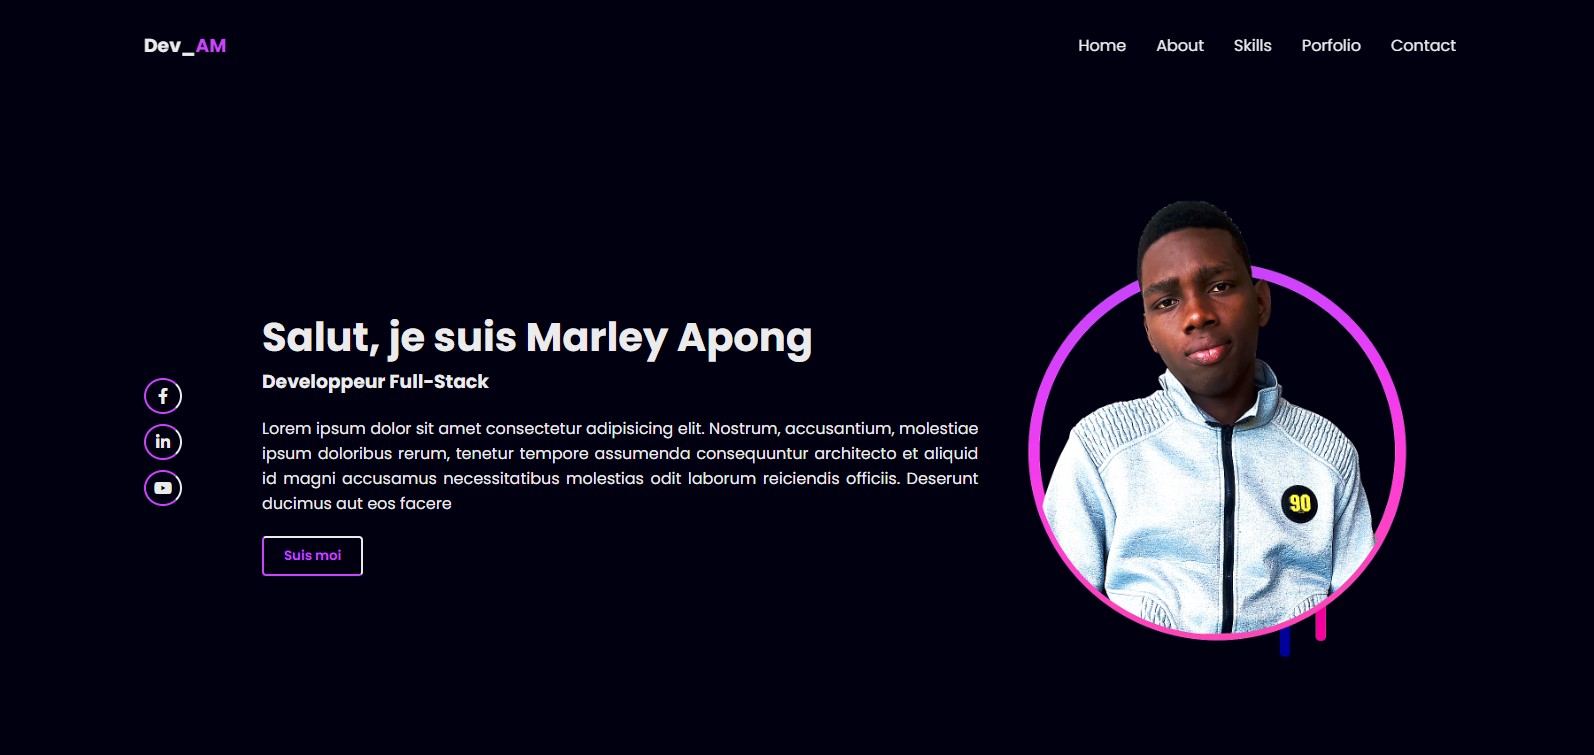 Dev_AM
Home About Skills Porfolio Contact
Salut, je suis Marley Apong
Developpeur Full-Stack
Lorem ipsum dolor sit amet consectetur adipisicing elit. Nostrum, accusantium, molestiae
ipsum doloribus rerum, tenetur tempore assumenda consequuntur architecto et aliquid
id magni accusamus necessitatibus molestias odit laborum reiciendis officiis. Deserunt
ducimus aut eos facere
Suis moi
f
in
90